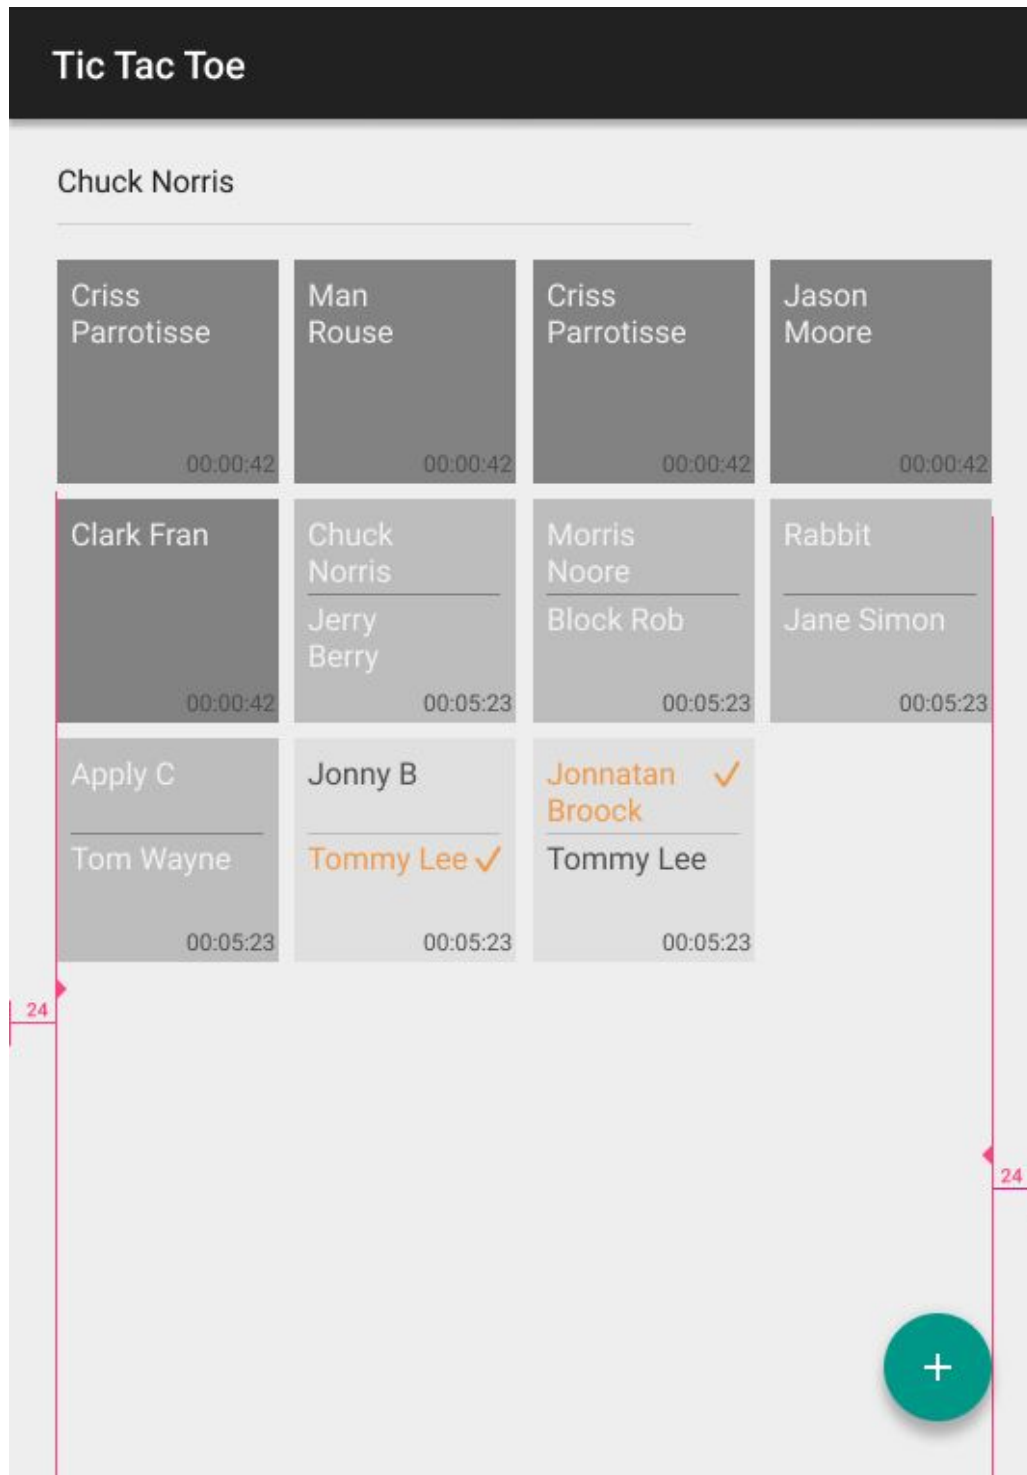 Tic Tac Toe
Chuck Norris
Criss
Parrotisse
00:00:42
Man
Rouse
00:00:42
Criss
Parrotisse
00:00:42
Jason
Moore
00:00:42
Clark Fran
00:00:42
Chuck
Norris
Jerry
Berry
00:05:23
Morris
Noore
Block Rob
00:05:23
Rabbit
Jane Simon
00:05:23
Apply C
Tom Wayne
00:05:23
Jonny B
Tommy Lee
00:05:23
Jonnatan
Broock
Tommy Lee
00:05:23
24
24